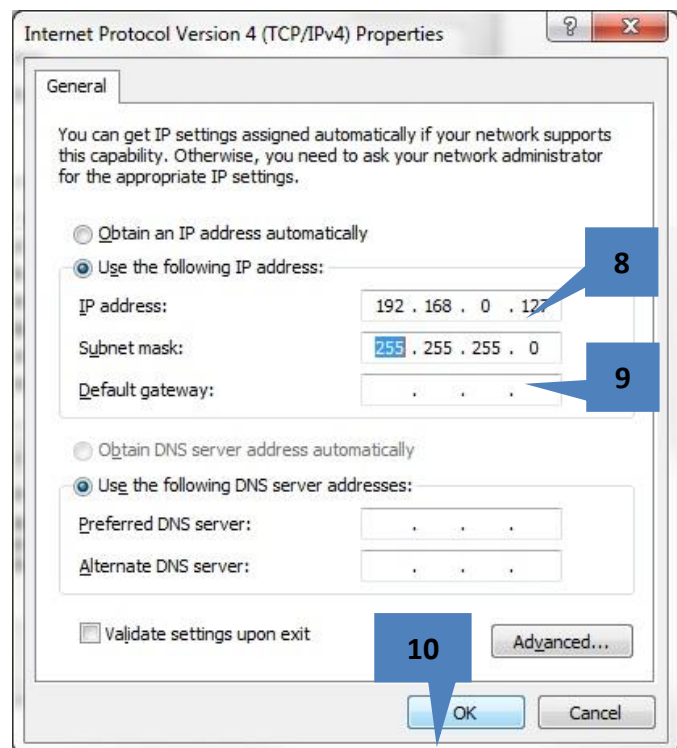 Internet Protocol Version 4 (TCP/IPv4) Properties
General
You can get IP settings assigned automatically if your network supports
this capability. Otherwise, you need to ask your network administrator
for the appropriate IP settings.
Obtain an IP address automatically
Use the following IP address:
8
IP address: 192 . 168 . 0 . 127
Subnet mask: 255 . 255 . 255 . 0
9
Default gateway: . . .
Obtain DNS server address automatically
Use the following DNS server addresses:
Preferred DNS server: . . .
Alternate DNS server: . . .
Validate settings upon exit
10
Advanced...
OK Cancel